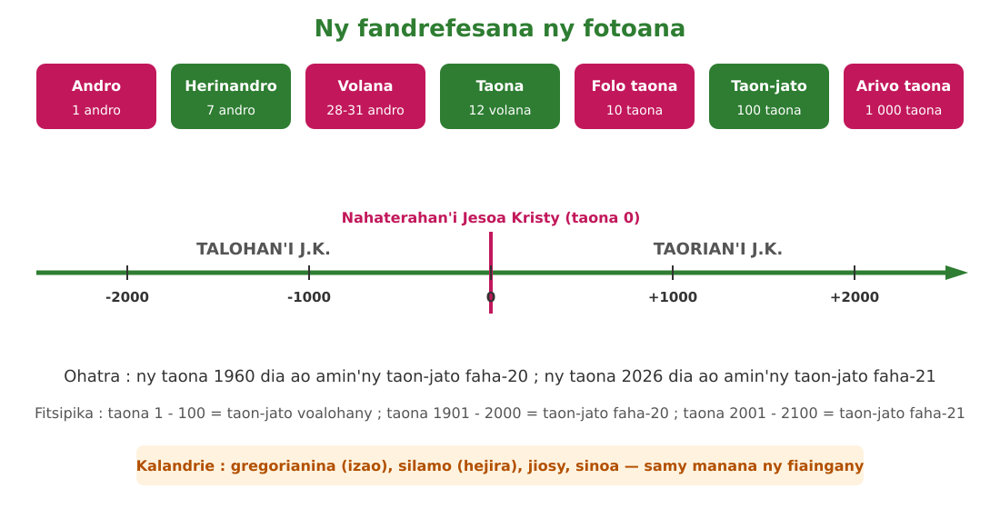 Ny fandrefesana ny fotoana
Andro
1 andro
Herinandro
7 andro
Volana
28-31 andro
Taona
12 volana
Folo taona
10 taona
Taon-jato
100 taona
Arivo taona
1 000 taona
Nahaterahan'i Jesoa Kristy (taona 0)
TALOHAN'I J.K.
TAORIAN'I J.K.
-2000
-1000
0
+1000
+2000
Ohatra : ny taona 1960 dia ao amin'ny taon-jato faha-20 ; ny taona 2026 dia ao amin'ny taon-jato faha-21
Fitsipika : taona 1 - 100 = taon-jato voalohany ; taona 1901 - 2000 = taon-jato faha-20 ; taona 2001 - 2100 = taon-jato faha-21
Kalandrie : gregorianina (izao), silamo (hejira), jiosy, sinoa — samy manana ny fiaingany